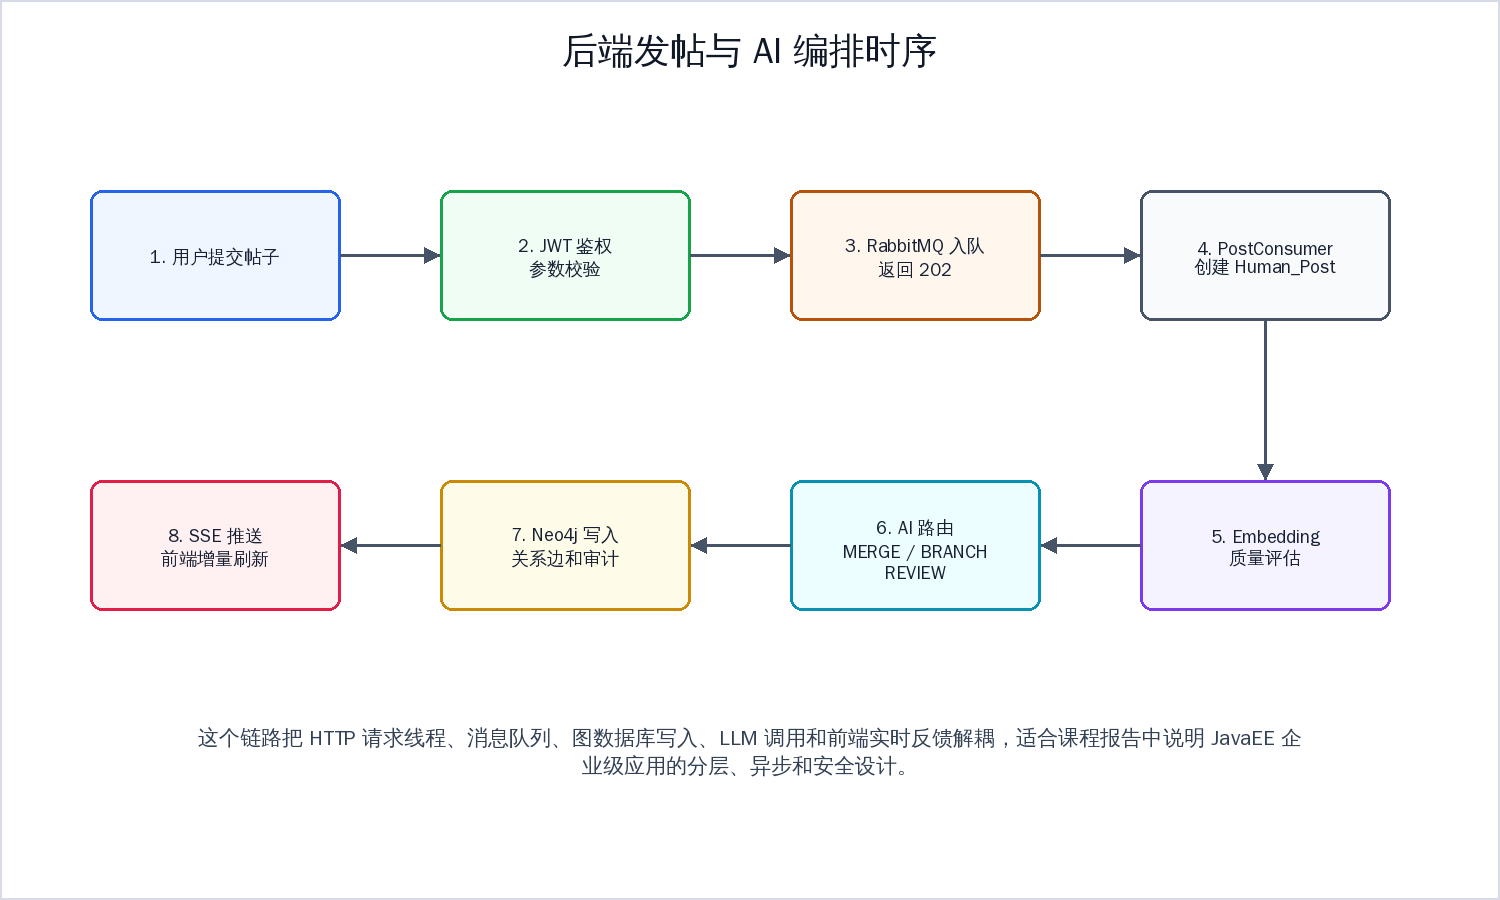 后端发帖与 AI 编排时序
1. 用户提交帖子
2. JWT 鉴权
参数校验
3. RabbitMQ 入队
返回 202
4. PostConsumer
创建 Human_Post
5. Embedding
质量评估
6. AI 路由
MERGE / BRANCH
REVIEW
7. Neo4j 写入
关系边和审计
8. SSE 推送
前端增量刷新
这个链路把 HTTP 请求线程、消息队列、图数据库写入、LLM 调用和前端实时反馈解耦，适合课程报告中说明 JavaEE 企
业级应用的分层、异步和安全设计。